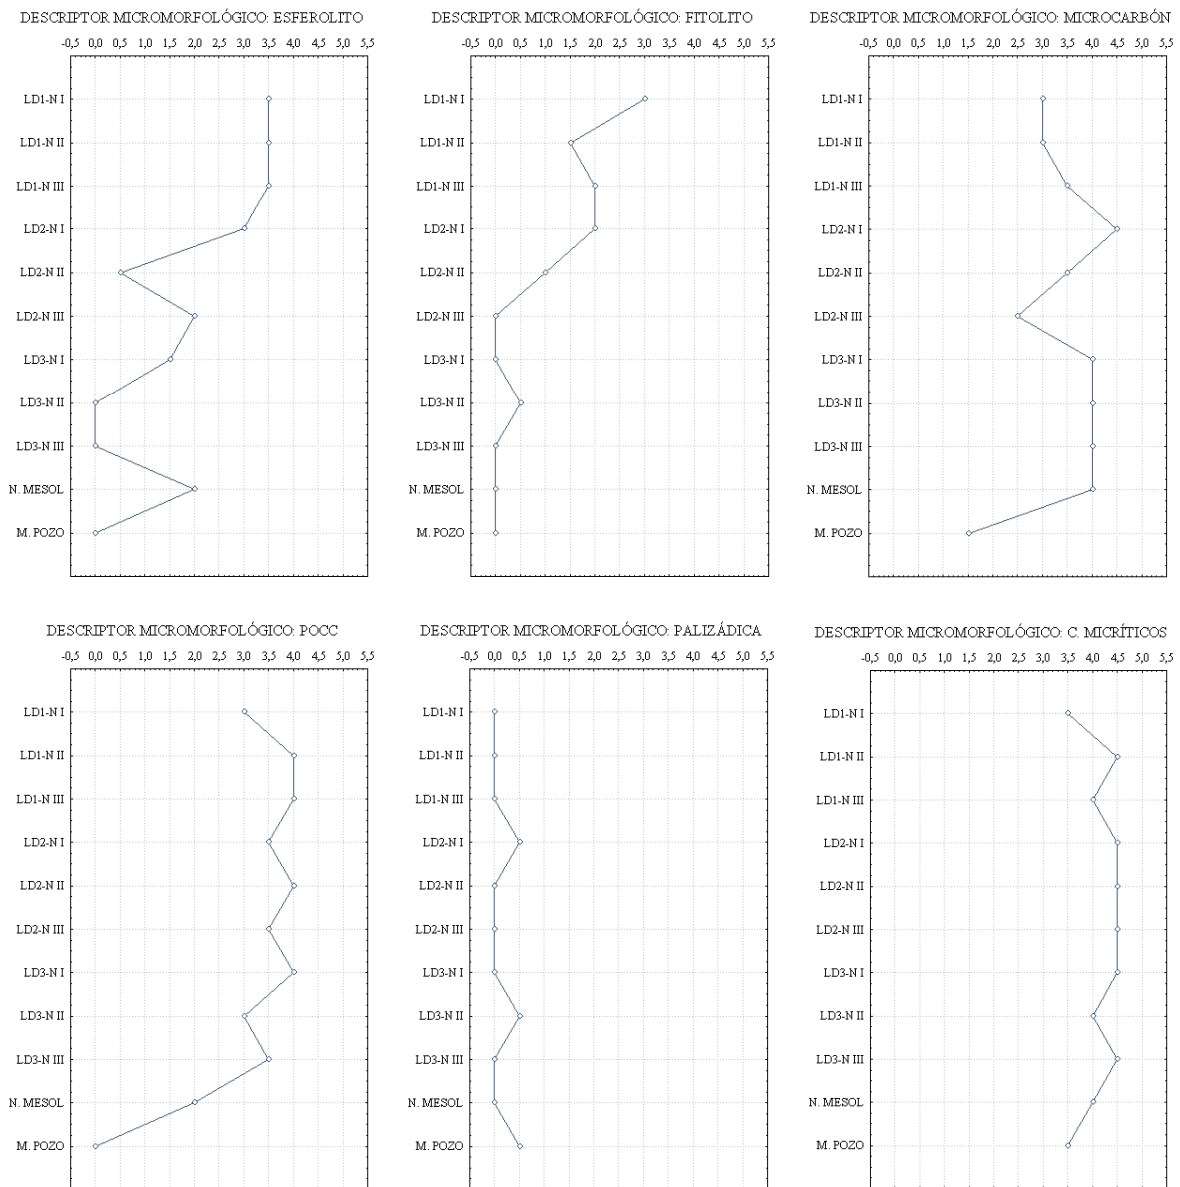 DESCRIPTOR MICROMORFOLÓGICO: ESFEROLITO
-0,5 0,0 0,5 1,0 1,5 2,0 2,5 3,0 3,5 4,0 4,5 5,0 5,5
LD1-N I
LD1-N II
LD1-N III
LD2-N I
LD2-N II
LD2-N III
LD3-N I
LD3-N II
LD3-N III
N. MESOL
M. POZO
DESCRIPTOR MICROMORFOLÓGICO: FITOLITO
-0,5 0,0 0,5 1,0 1,5 2,0 2,5 3,0 3,5 4,0 4,5 5,0 5,5
LD1-N I
LD1-N II
LD1-N III
LD2-N I
LD2-N II
LD2-N III
LD3-N I
LD3-N II
LD3-N III
N. MESOL
M. POZO
DESCRIPTOR MICROMORFOLÓGICO: MICROCARBÓN
-0,5 0,0 0,5 1,0 1,5 2,0 2,5 3,0 3,5 4,0 4,5 5,0 5,5
LD1-N I
LD1-N II
LD1-N III
LD2-N I
LD2-N II
LD2-N III
LD3-N I
LD3-N II
LD3-N III
N. MESOL
M. POZO
DESCRIPTOR MICROMORFOLÓGICO: POCC
-0,5 0,0 0,5 1,0 1,5 2,0 2,5 3,0 3,5 4,0 4,5 5,0 5,5
LD1-N I
LD1-N II
LD1-N III
LD2-N I
LD2-N II
LD2-N III
LD3-N I
LD3-N II
LD3-N III
N. MESOL
M. POZO
DESCRIPTOR MICROMORFOLÓGICO: PALIZÁDICA
-0,5 0,0 0,5 1,0 1,5 2,0 2,5 3,0 3,5 4,0 4,5 5,0 5,5
LD1-N I
LD1-N II
LD1-N III
LD2-N I
LD2-N II
LD2-N III
LD3-N I
LD3-N II
LD3-N III
N. MESOL
M. POZO
DESCRIPTOR MICROMORFOLÓGICO: C. MICRÍTICOS
-0,5 0,0 0,5 1,0 1,5 2,0 2,5 3,0 3,5 4,0 4,5 5,0 5,5
LD1-N I
LD1-N II
LD1-N III
LD2-N I
LD2-N II
LD2-N III
LD3-N I
LD3-N II
LD3-N III
N. MESOL
M. POZO